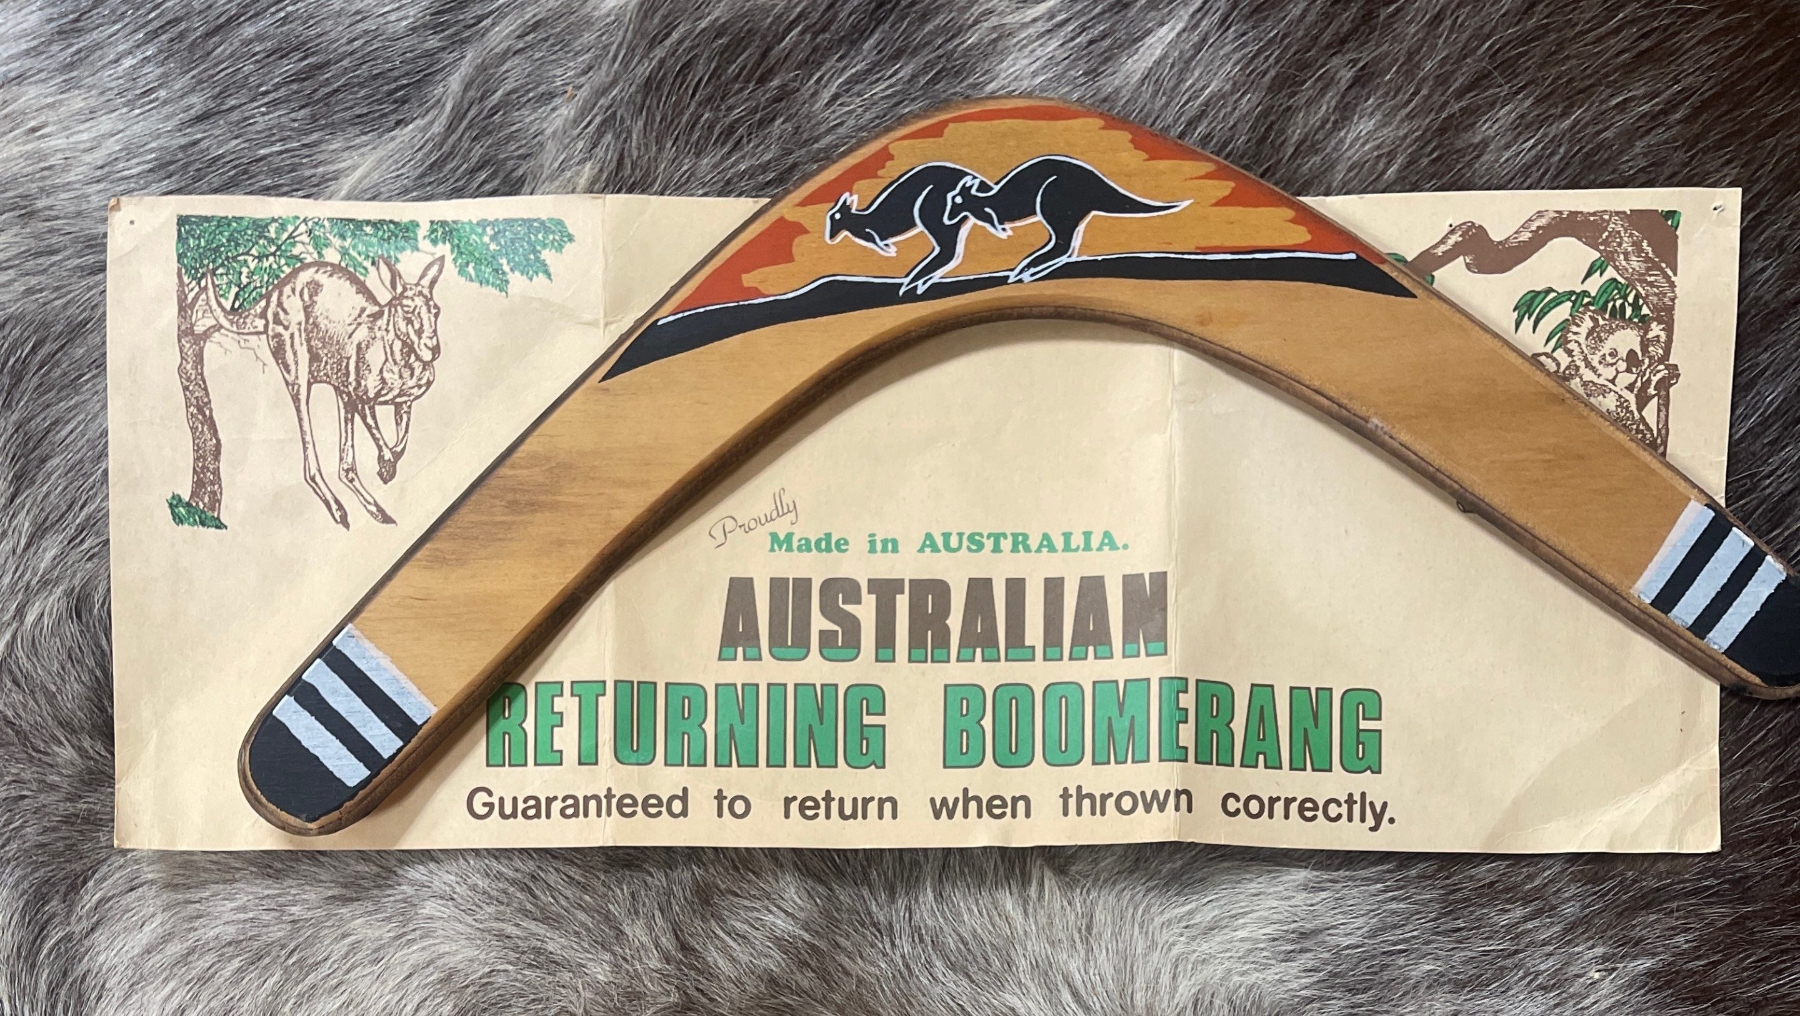 Proudly
Made in AUSTRALIA.
AUSTRALIAN
RETURNING BOOMERANG
Guaranteed to return when thrown correctly.